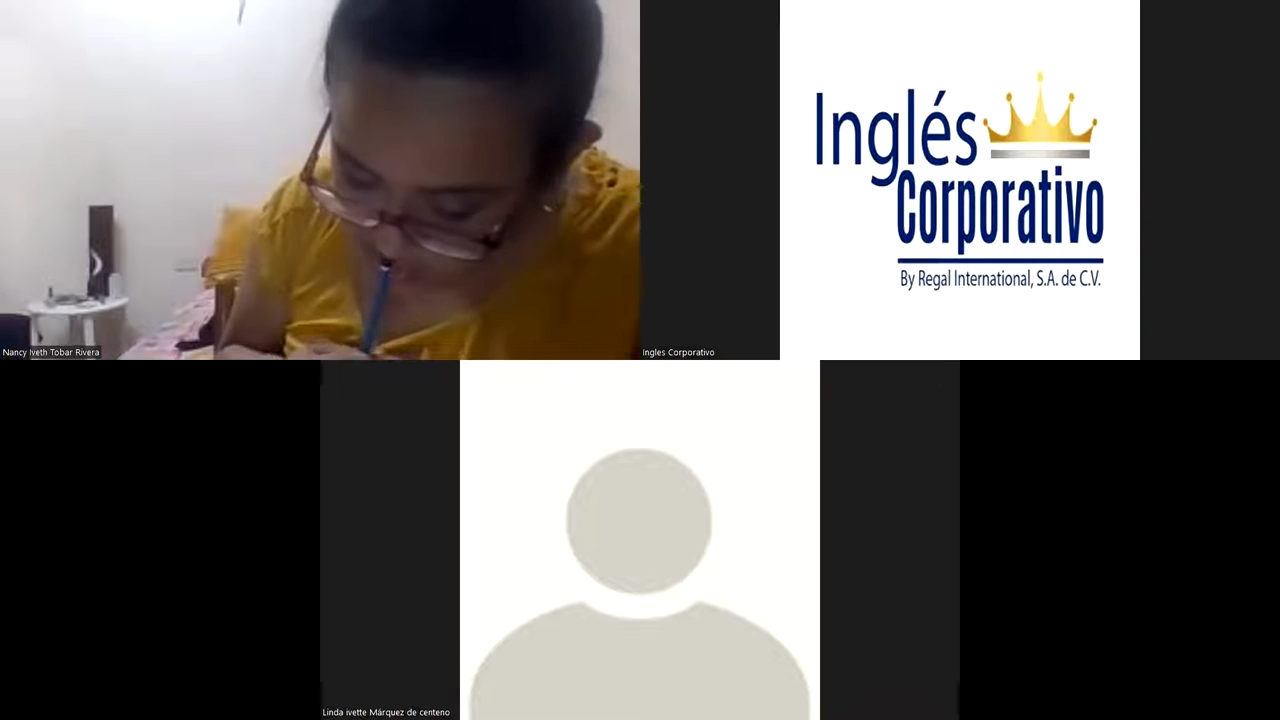 Nancy Iveth Tobar Rivera
Ingles Corporativo
Inglés
Corporativo
By Regal International, S.A. de C.V.
Linda ivette Márquez de centeno